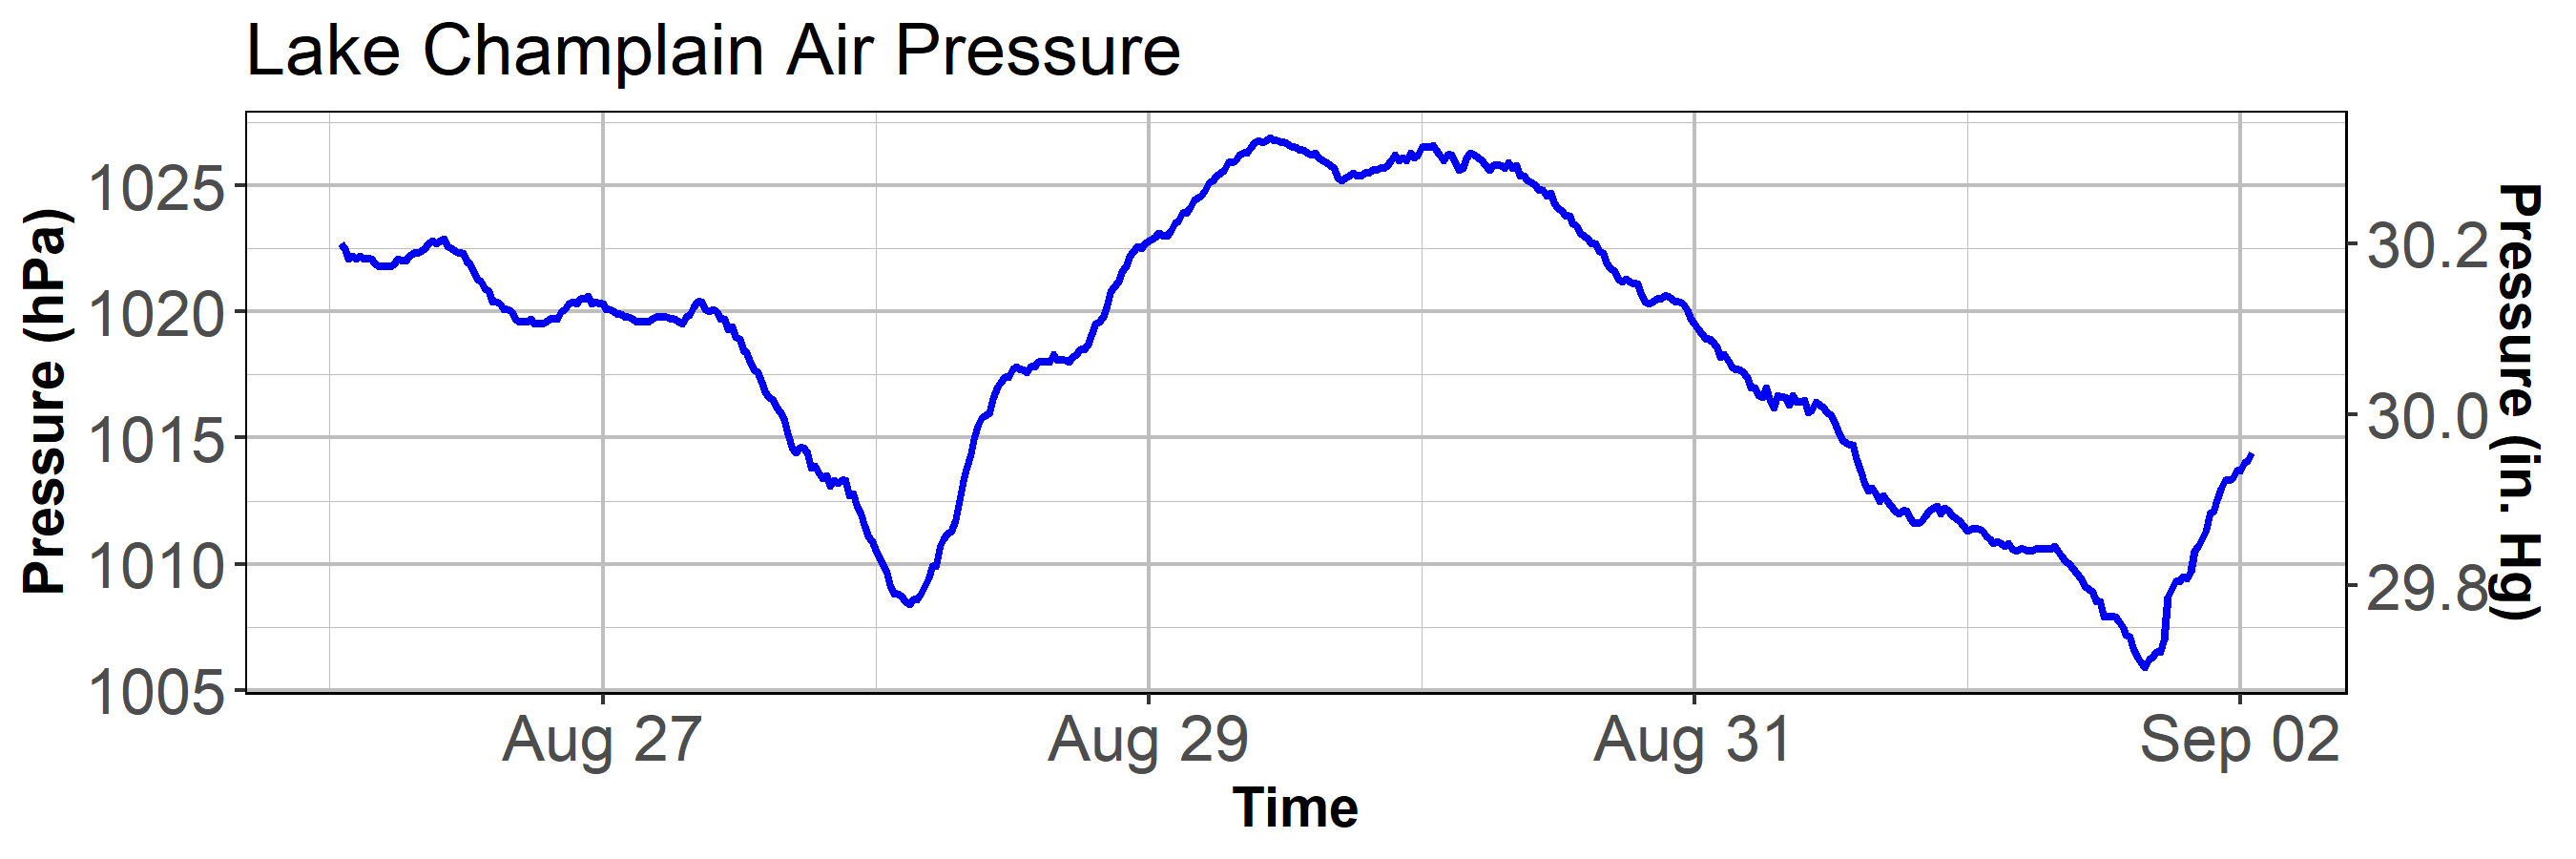 Lake Champlain Air Pressure
Pressure (hPa)
1025
1020
1015
1010
1005
30.2
30.0
29.8
Pressure (in. Hg)
Aug 27
Aug 29
Aug 31
Sep 02
Time